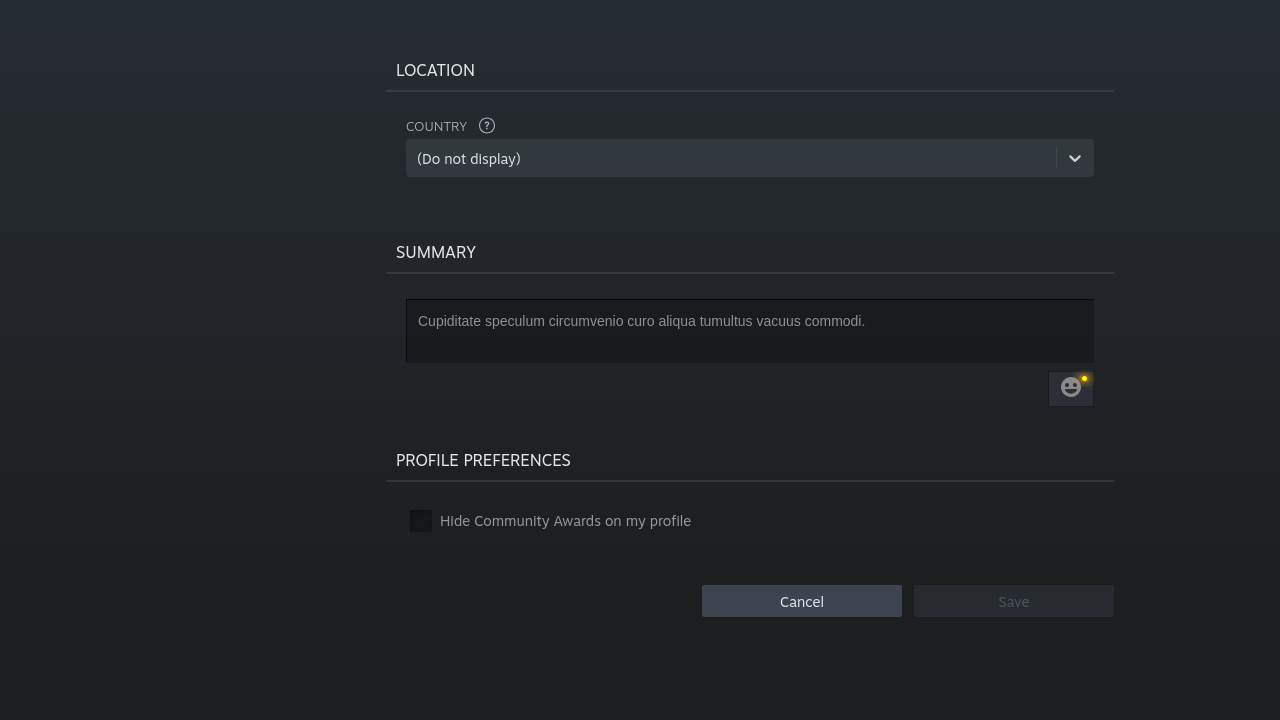 LOCATION
COUNTRY ?
(Do not display)
SUMMARY
Cupiditate speculum circumvenio curo aliqua tumultus vacuus commodi.
PROFILE PREFERENCES
Hide Community Awards on my profile
Cancel Save